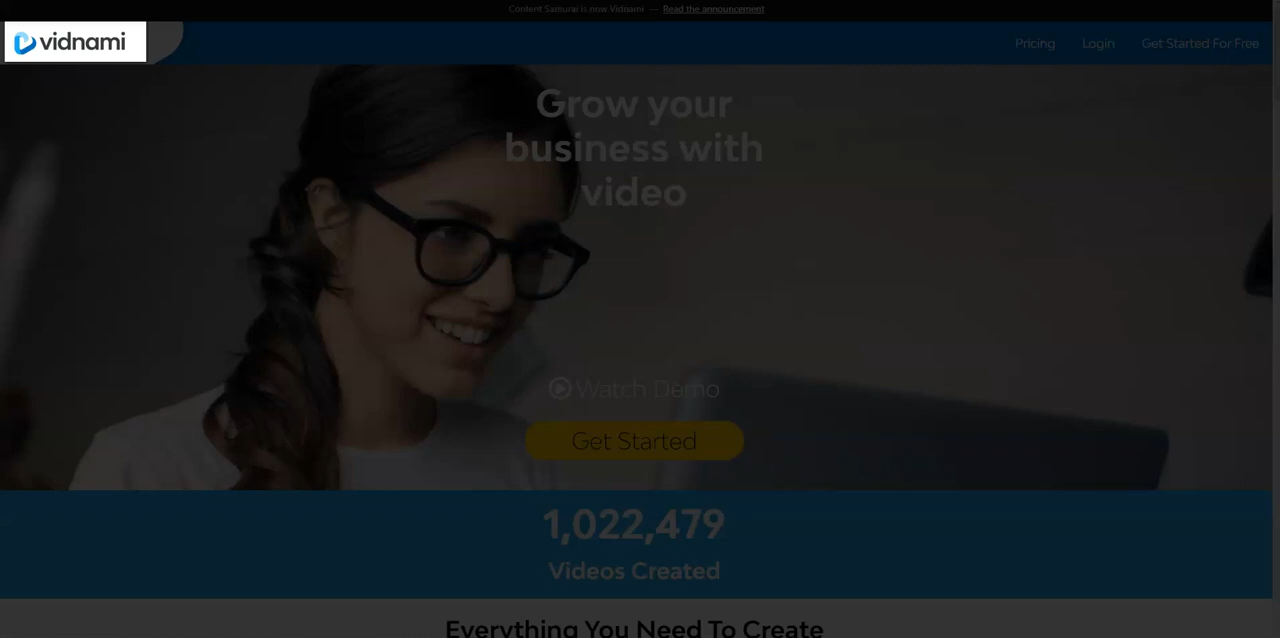 Content Samurai is now Vidnami — Read the announcement
vidnami
Pricing Login Get Started For Free
Grow your
business with
video
Watch Demo
Get Started
1,022,479
Videos Created
Everything You Need To Create